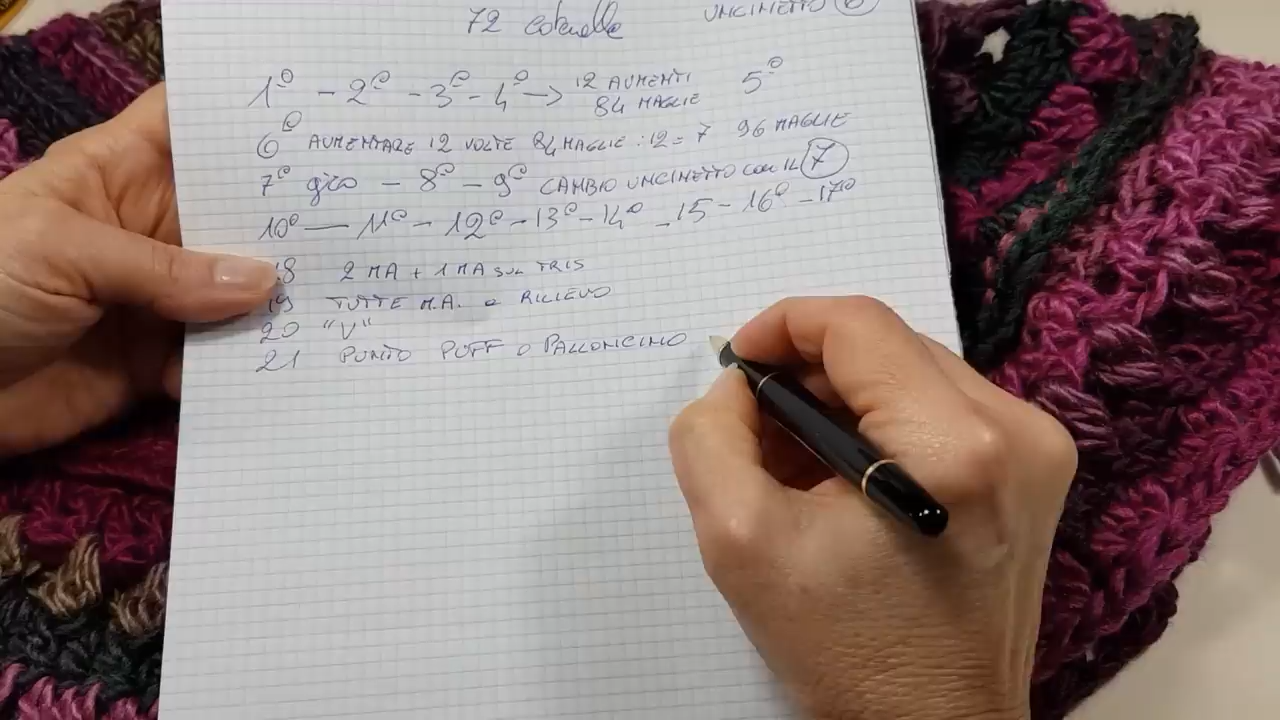 72 catenelle UNCINETTO 6
1° - 2° - 3° - 4° → 12 AUMENTI 84 MAGLIE 5°
6° AUMENTARE 12 VOLTE 84 MAGLIE : 12 = 7 96 MAGLIE
7° giro - 8° - 9° CAMBIO UNCINETTO con IL 7
10° — 11° - 12° - 13° - 14° - 15 - 16° - 17°
18 2 MA + 1 MA SUL TRIS
19 TUTTE M.A. a RILIEVO
20 "V"
21 PUNTO PUFF o PALLONCINO